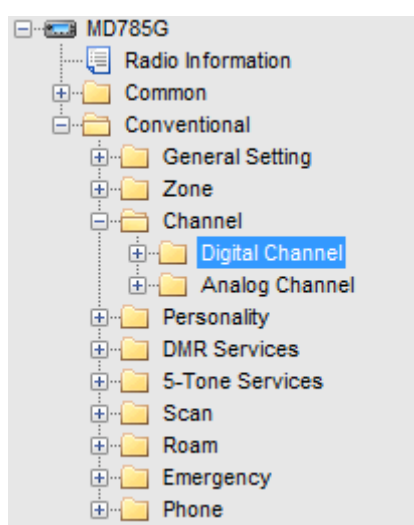 MD785G
Radio Information
Common
Conventional
General Setting
Zone
Channel
Digital Channel
Analog Channel
Personality
DMR Services
5-Tone Services
Scan
Roam
Emergency
Phone